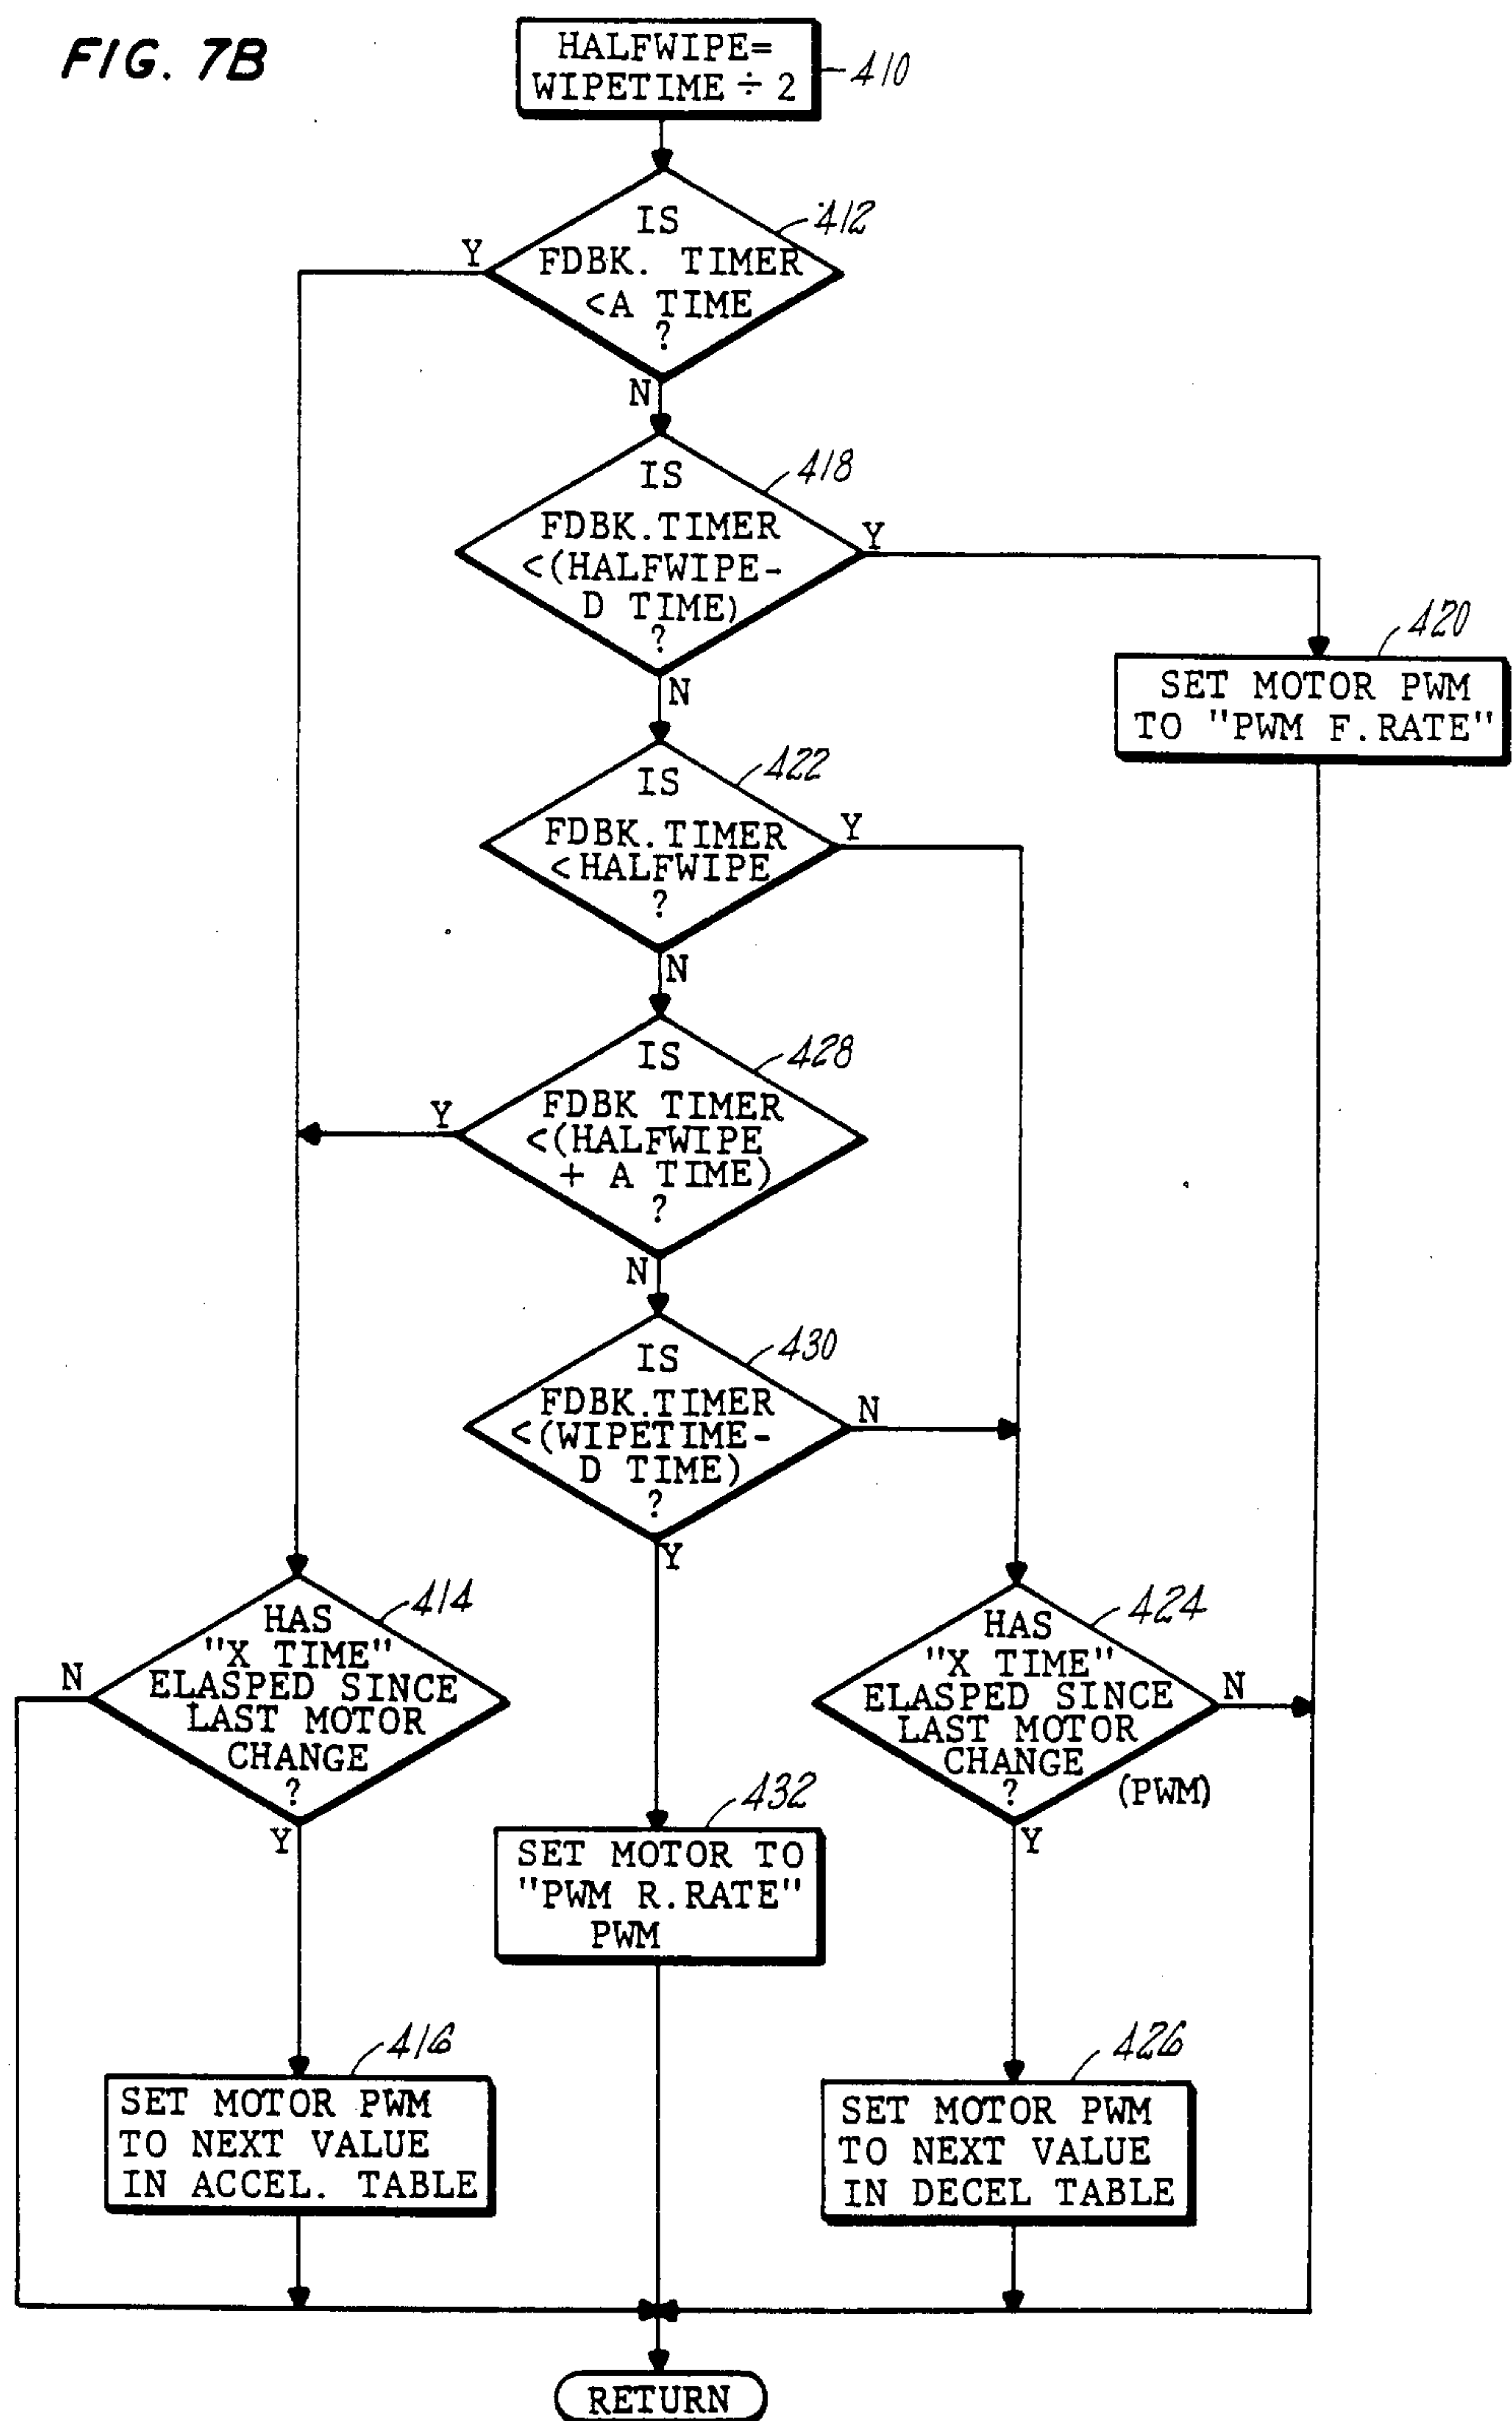 FIG. 7B
HALFWIPE=
WIPETIME ÷ 2
410
IS
FDBK. TIMER
<A TIME
?
412
Y
N
IS
FDBK.TIMER
<(HALFWIPE-
D TIME)
?
418
Y
N
SET MOTOR PWM
TO "PWM F.RATE"
420
IS
FDBK.TIMER
<HALFWIPE
?
422
Y
N
IS
FDBK TIMER
<(HALFWIPE
+ A TIME)
?
428
Y
N
IS
FDBK.TIMER
<(WIPETIME-
D TIME)
?
430
N
Y
HAS
"X TIME"
ELASPED SINCE
LAST MOTOR
CHANGE
?
414
N
Y
HAS
"X TIME"
ELASPED SINCE
LAST MOTOR
CHANGE
?
(PWM)
424
N
Y
SET MOTOR TO
"PWM R.RATE"
PWM
432
SET MOTOR PWM
TO NEXT VALUE
IN ACCEL. TABLE
416
SET MOTOR PWM
TO NEXT VALUE
IN DECEL TABLE
426
RETURN